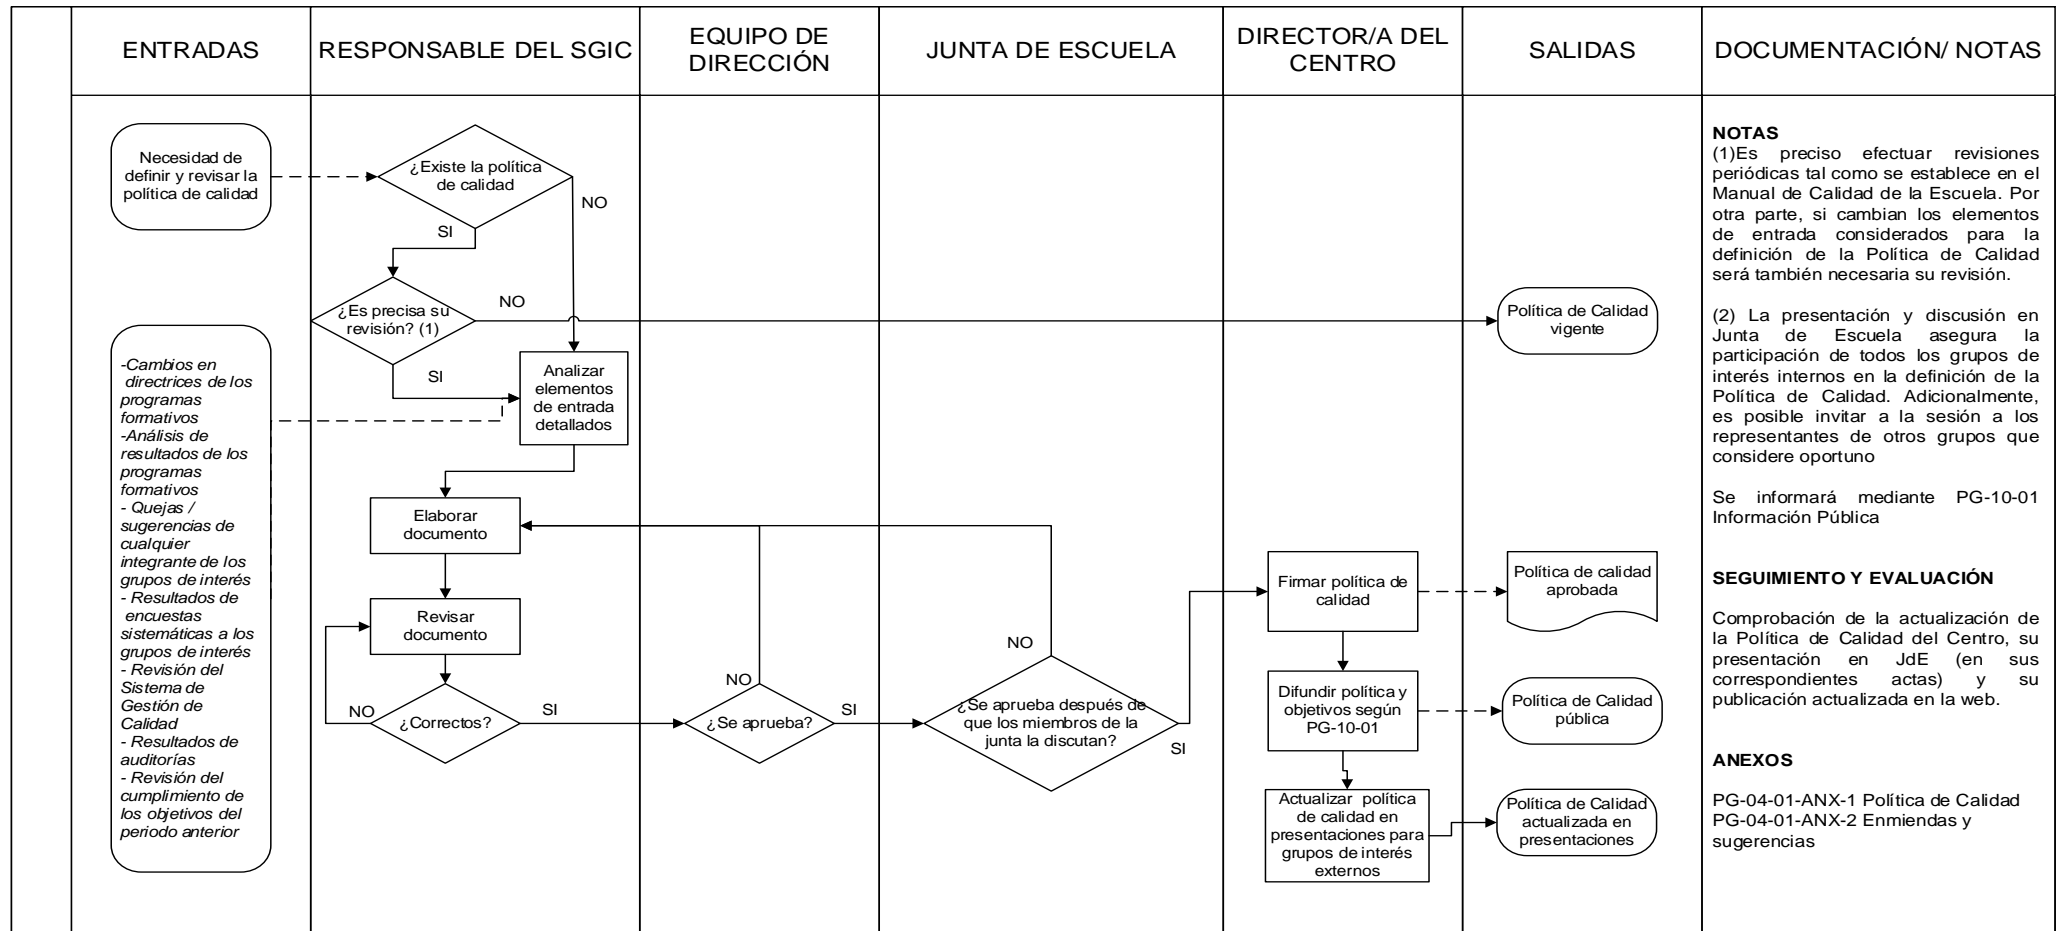 ENTRADAS
RESPONSABLE DEL SGIC
EQUIPO DE
DIRECCIÓN
JUNTA DE ESCUELA
DIRECTOR/A DEL
CENTRO
SALIDAS
DOCUMENTACIÓN/ NOTAS
Necesidad de
definir y revisar la
política de calidad
-Cambios en
directrices de los
programas
formativos
-Análisis de
resultados de los
programas
formativos
- Quejas /
sugerencias de
cualquier
integrante de los
grupos de interés
- Resultados de
encuestas
sistemáticas a los
grupos de interés
- Revisión del
Sistema de
Gestión de
Calidad
- Resultados de
auditorías
- Revisión del
cumplimiento de
los objetivos del
periodo anterior
¿Existe la política
de calidad
NO
SI
¿Es precisa su
revisión? (1)
NO
SI
Analizar
elementos
de entrada
detallados
Elaborar
documento
Revisar
documento
NO
¿Correctos?
SI
NO
¿Se aprueba?
SI
NO
¿Se aprueba después de
que los miembros de la
junta la discutan?
SI
Firmar política de
calidad
Difundir política y
objetivos según
PG-10-01
Actualizar política
de calidad en
presentaciones para
grupos de interés
externos
Política de Calidad
vigente
Política de calidad
aprobada
Política de Calidad
pública
Política de Calidad
actualizada en
presentaciones
NOTAS
(1)Es preciso efectuar revisiones
periódicas tal como se establece en el
Manual de Calidad de la Escuela. Por
otra parte, si cambian los elementos
de entrada considerados para la
definición de la Política de Calidad
será también necesaria su revisión.
(2) La presentación y discusión en
Junta de Escuela asegura la
participación de todos los grupos de
interés internos en la definición de la
Política de Calidad. Adicionalmente,
es posible invitar a la sesión a los
representantes de otros grupos que
considere oportuno
Se informará mediante PG-10-01
Información Pública
SEGUIMIENTO Y EVALUACIÓN
Comprobación de la actualización de
la Política de Calidad del Centro, su
presentación en JdE (en sus
correspondientes actas) y su
publicación actualizada en la web.
ANEXOS
PG-04-01-ANX-1 Política de Calidad
PG-04-01-ANX-2 Enmiendas y
sugerencias